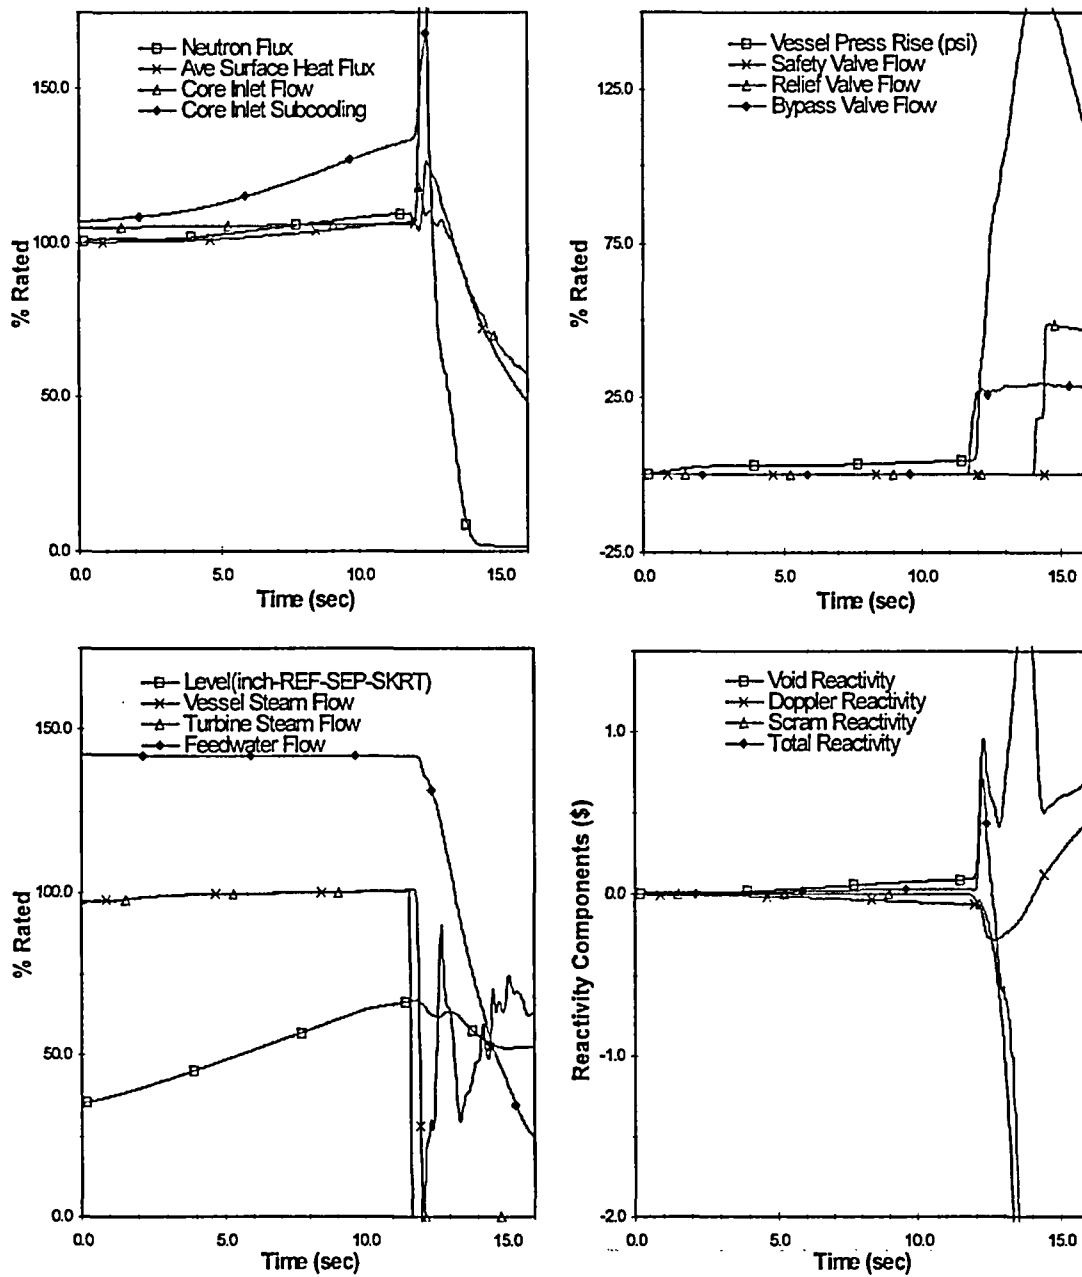 Neutron Flux
Ave Surface Heat Flux
Core Inlet Flow
Core Inlet Subcooling
150.0
100.0
50.0
0.0
% Rated
0.0
5.0
10.0
15.0
Time (sec)
Vessel Press Rise (psi)
Safety Valve Flow
Relief Valve Flow
Bypass Valve Flow
125.0
75.0
25.0
-25.0
% Rated
0.0
5.0
10.0
15.0
Time (sec)
Level(inch-REF-SEP-SKRT)
Vessel Steam Flow
Turbine Steam Flow
Feedwater Flow
150.0
100.0
50.0
0.0
% Rated
0.0
5.0
10.0
15.0
Time (sec)
Void Reactivity
Doppler Reactivity
Scram Reactivity
Total Reactivity
1.0
0.0
-1.0
-2.0
Reactivity Components ($)
0.0
5.0
10.0
15.0
Time (sec)